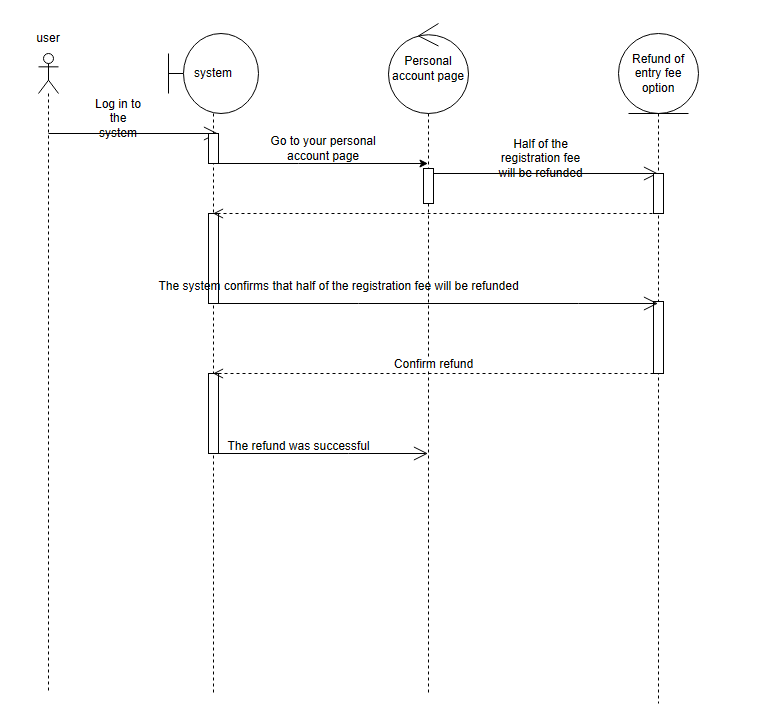 user
system
Personal
account page
Refund of
entry fee
option
Log in to
the
system
Go to your personal
account page
Half of the
registration fee
will be refunded
The system confirms that half of the registration fee will be refunded
Confirm refund
The refund was successful